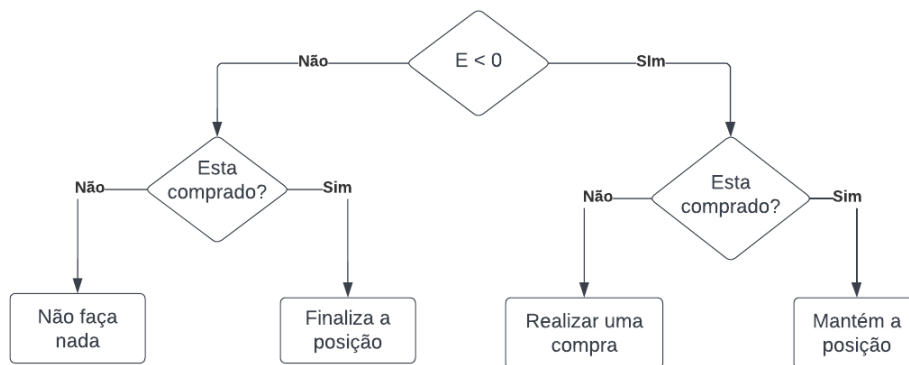 E < 0
Não
SIm
Esta
comprado?
Esta
comprado?
Não
Sim
Não
Sim
Não faça
nada
Finaliza a
posição
Realizar uma
compra
Mantém a
posição